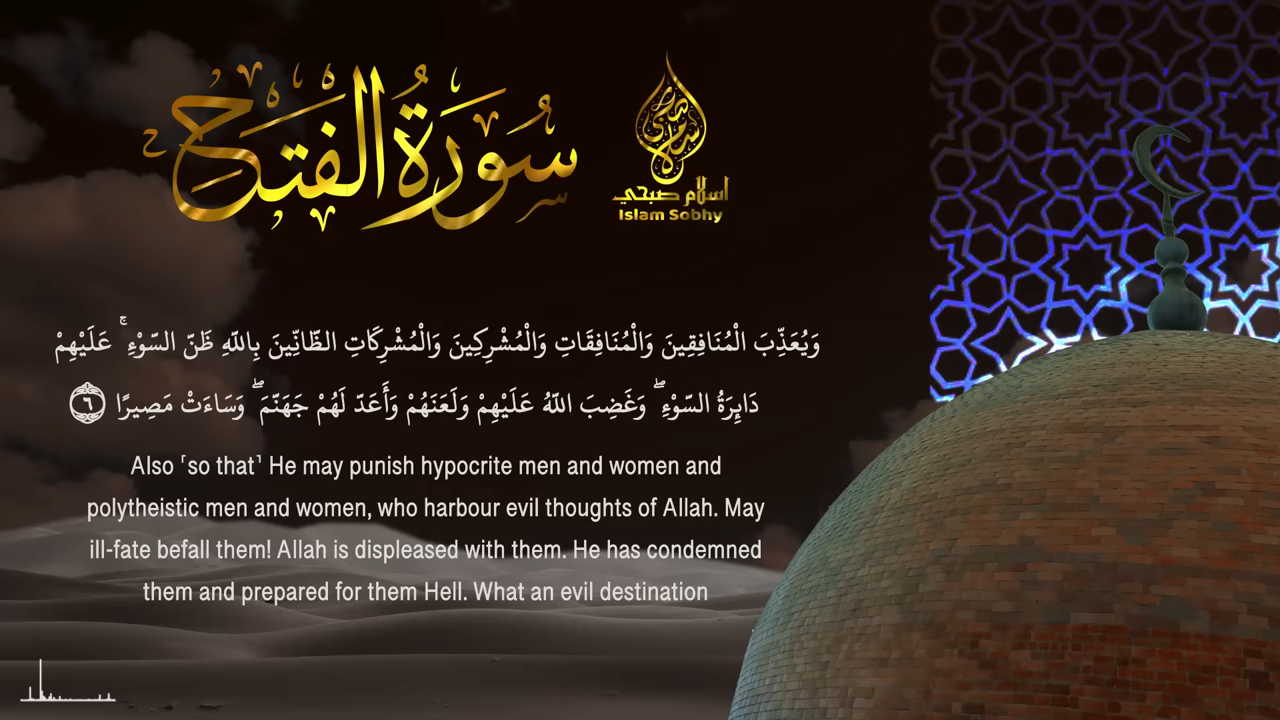 سُورَةُ الْفَتْحِ
اسلام صبحي
Islam Sobhy
وَيُعَذِّبَ الْمُنَافِقِينَ وَالْمُنَافِقَاتِ وَالْمُشْرِكِينَ وَالْمُشْرِكَاتِ الظَّانِّينَ بِاللَّهِ ظَنَّ السَّوْءِ ۚ عَلَيْهِمْ
دَائِرَةُ السَّوْءِ ۖ وَغَضِبَ اللَّهُ عَلَيْهِمْ وَلَعَنَهُمْ وَأَعَدَّ لَهُمْ جَهَنَّمَ ۖ وَسَاءَتْ مَصِيرًا ٦
Also ˹so that˺ He may punish hypocrite men and women and
polytheistic men and women, who harbour evil thoughts of Allah. May
ill-fate befall them! Allah is displeased with them. He has condemned
them and prepared for them Hell. What an evil destination